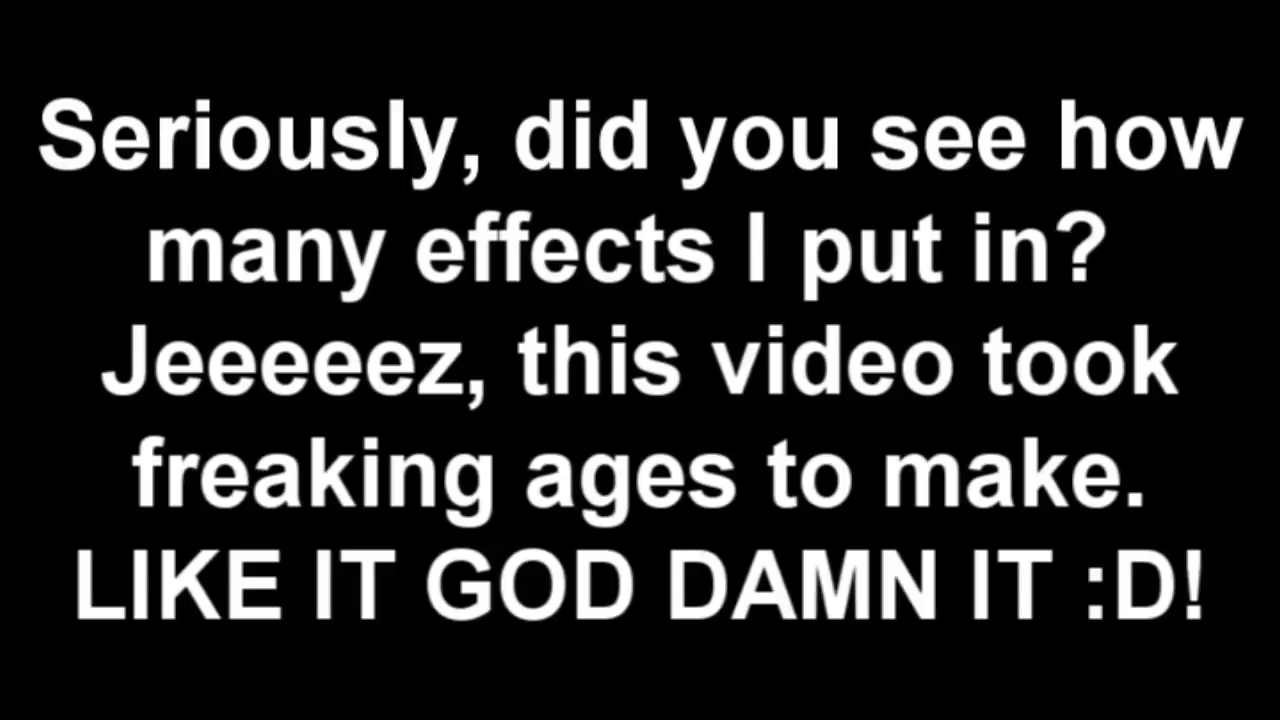 Seriously, did you see how
many effects I put in?
Jeeeeeez, this video took
freaking ages to make.
LIKE IT GOD DAMN IT :D!